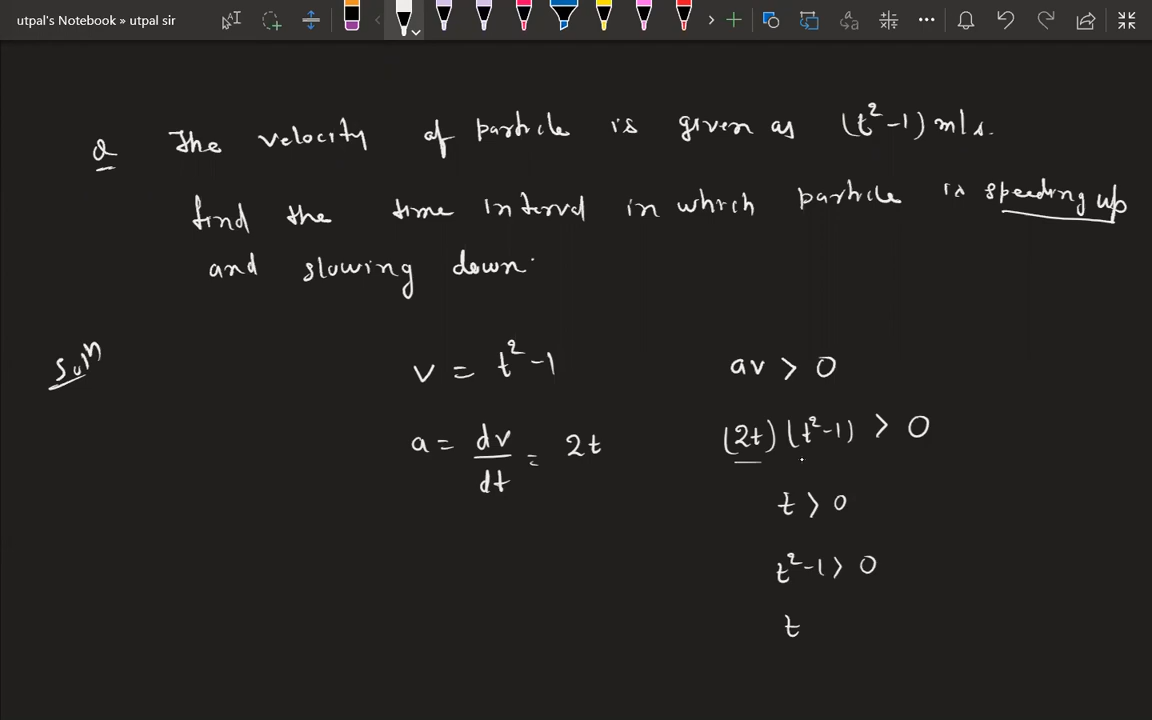 utpal's Notebook » utpal sir
Q The velocity of particle is given as (t²-1) m/s.
find the time interval in which particle is speeding up
and slowing down.
Solⁿ
v = t²-1
a = dv/dt = 2t
av > 0
(2t)(t²-1) > 0
t > 0
t²-1 > 0
t